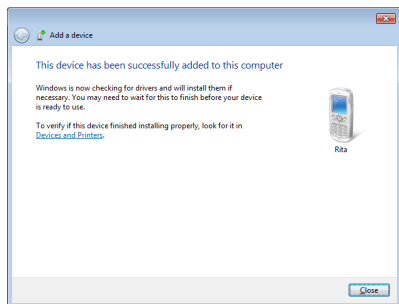 Add a device
This device has been successfully added to this computer
Windows is now checking for drivers and will install them if
necessary. You may need to wait for this to finish before your device
is ready to use.
To verify if this device finished installing properly, look for it in
Devices and Printers.
Rita
Close